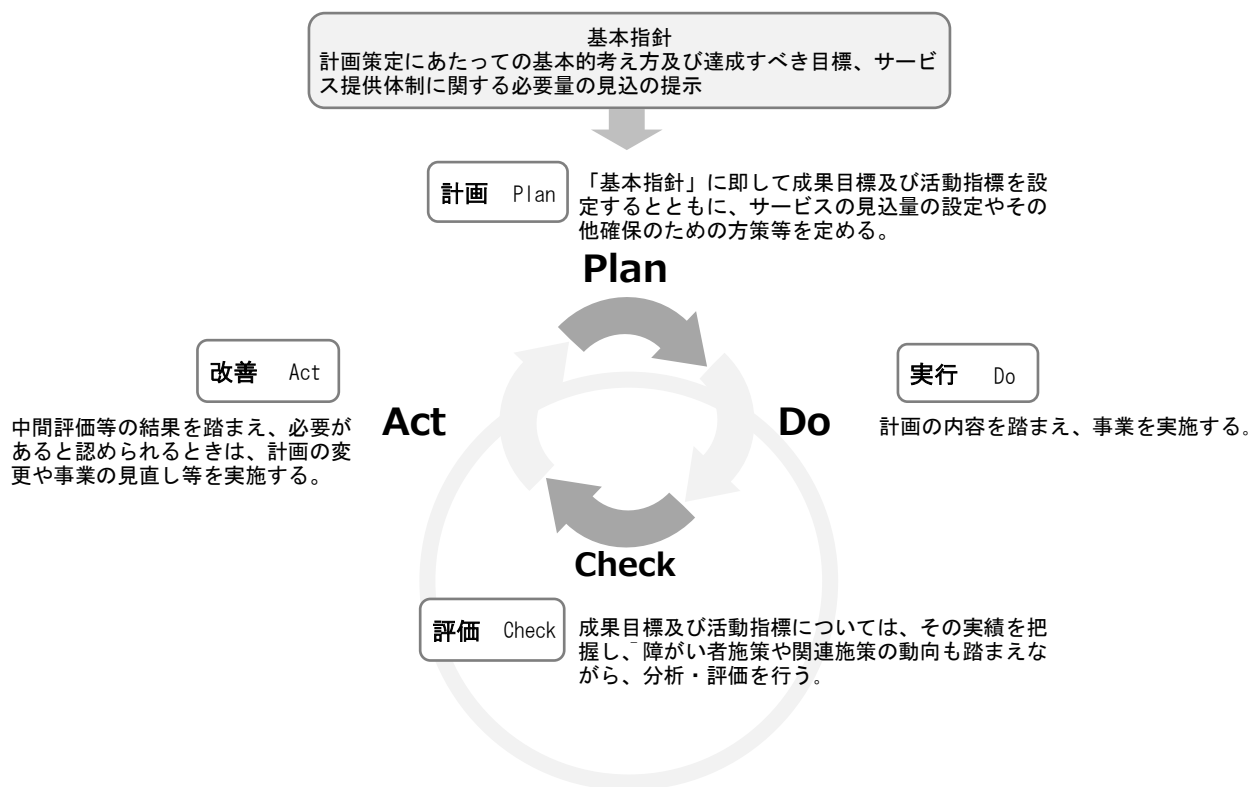 基本指針
計画策定にあたっての基本的考え方及び達成すべき目標、サービ
ス提供体制に関する必要量の見込の提示
計画 Plan
「基本指針」に即して成果目標及び活動指標を設
定するとともに、サービスの見込量の設定やその
他確保のための方策等を定める。
Plan
改善 Act
中間評価等の結果を踏まえ、必要が
あると認められるときは、計画の変
更や事業の見直し等を実施する。
Act
Do
実行 Do
計画の内容を踏まえ、事業を実施する。
Check
評価 Check
成果目標及び活動指標については、その実績を把
握し、障がい者施策や関連施策の動向も踏まえな
がら、分析・評価を行う。